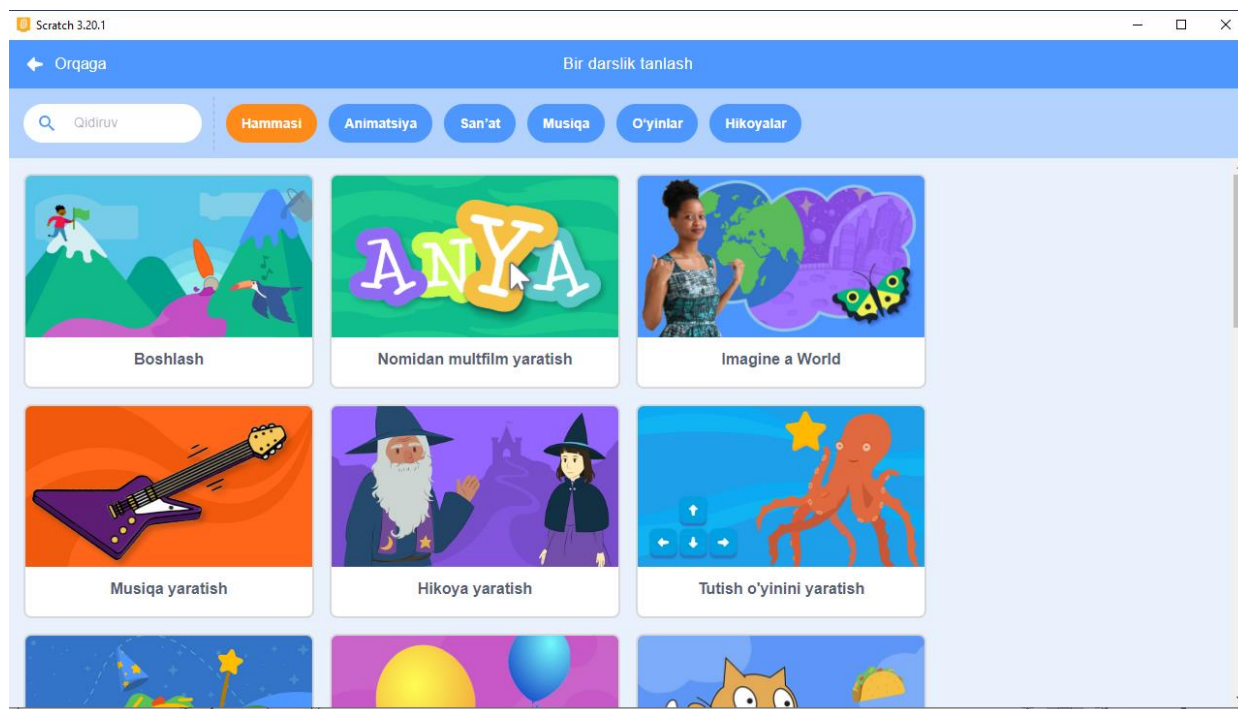 Scratch 3.20.1
Orqaga
Bir darslik tanlash
Qidiruv
Hammasi
Animatsiya
San'at
Musiqa
O'yinlar
Hikoyalar
ANYA
Boshlash
Nomidan multfilm yaratish
Imagine a World
Musiqa yaratish
Hikoya yaratish
Tutish o'yinini yaratish